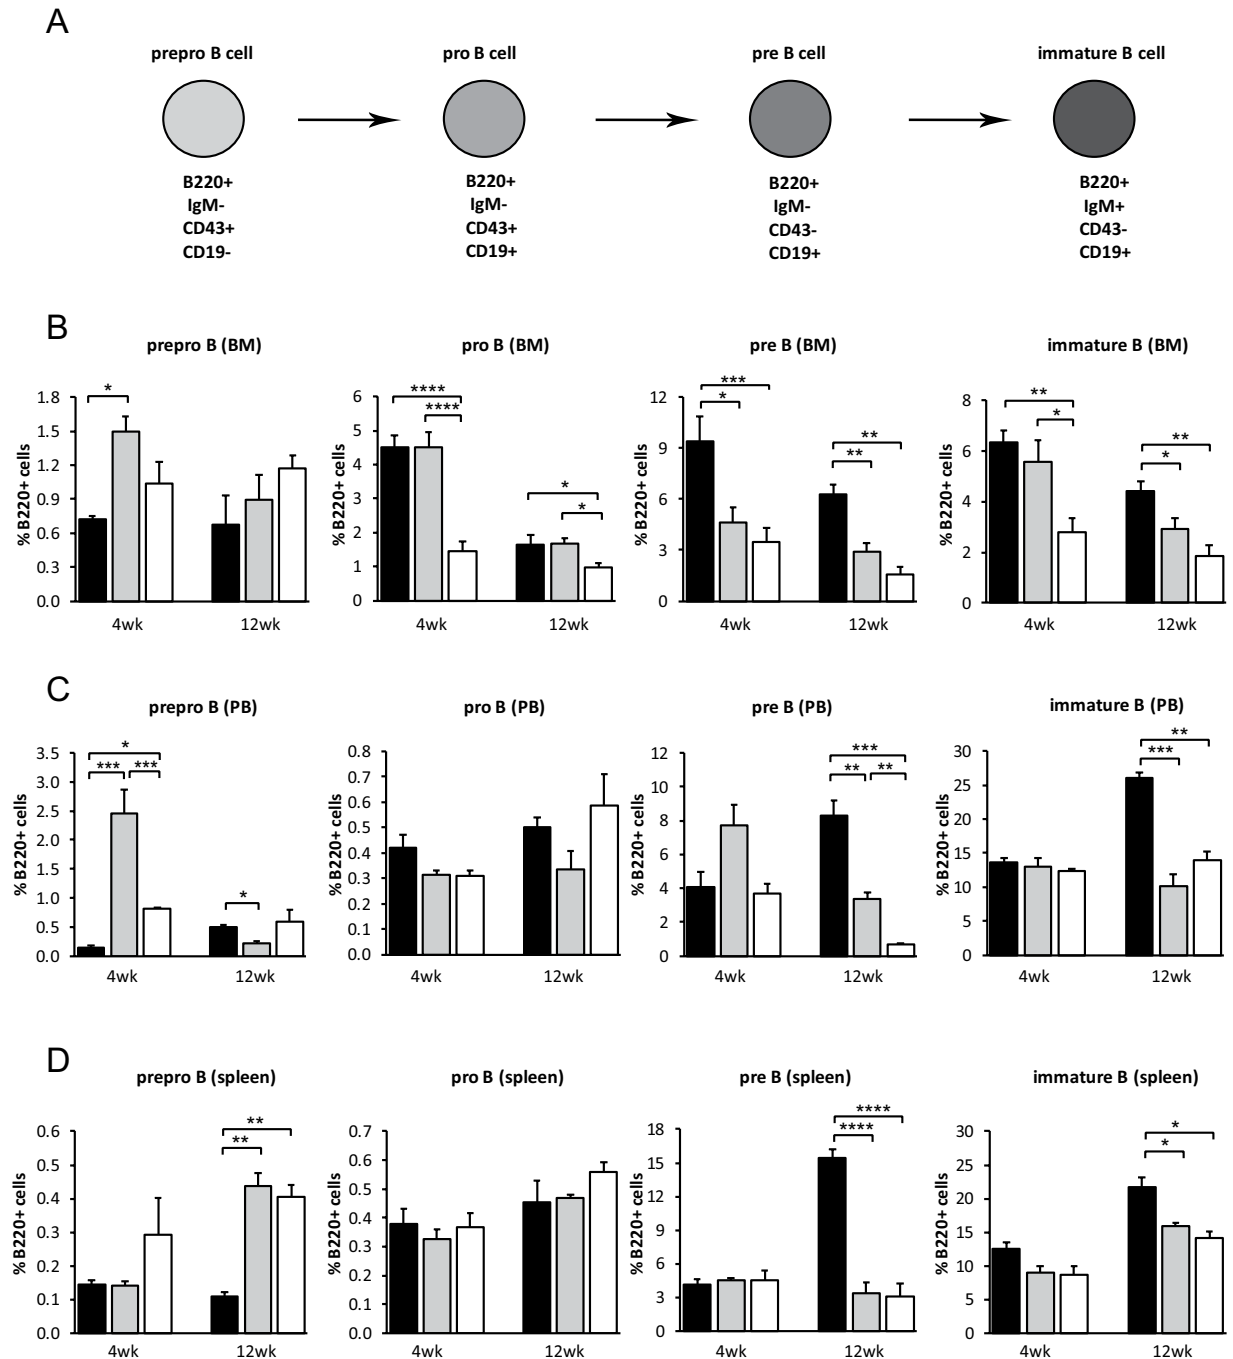 A
prepro B cell
pro B cell
pre B cell
immature B cell
B220+
IgM-
CD43+
CD19-
B220+
IgM-
CD43+
CD19+
B220+
IgM-
CD43-
CD19+
B220+
IgM+
CD43-
CD19+
B
prepro B (BM)
% B220+ cells
1.8
1.5
1.2
0.9
0.6
0.3
0.0
*
4wk
12wk
pro B (BM)
% B220+ cells
6
5
4
3
2
1
0
****
****
*
*
4wk
12wk
pre B (BM)
% B220+ cells
12
9
6
3
0
***
*
**
**
4wk
12wk
immature B (BM)
% B220+ cells
8
6
4
2
0
**
*
**
*
4wk
12wk
C
prepro B (PB)
% B220+ cells
3.5
3.0
2.5
2.0
1.5
1.0
0.5
0.0
*
*** ***
*
4wk
12wk
pro B (PB)
% B220+ cells
0.8
0.7
0.6
0.5
0.4
0.3
0.2
0.1
0.0
4wk
12wk
pre B (PB)
% B220+ cells
12
10
8
6
4
2
0
***
** **
4wk
12wk
immature B (PB)
% B220+ cells
30
25
20
15
10
5
0
**
***
4wk
12wk
D
prepro B (spleen)
% B220+ cells
0.6
0.5
0.4
0.3
0.2
0.1
0.0
**
**
4wk
12wk
pro B (spleen)
% B220+ cells
0.7
0.6
0.5
0.4
0.3
0.2
0.1
0.0
4wk
12wk
pre B (spleen)
% B220+ cells
18
15
12
9
6
3
0
****
****
4wk
12wk
immature B (spleen)
% B220+ cells
30
25
20
15
10
5
0
*
*
4wk
12wk